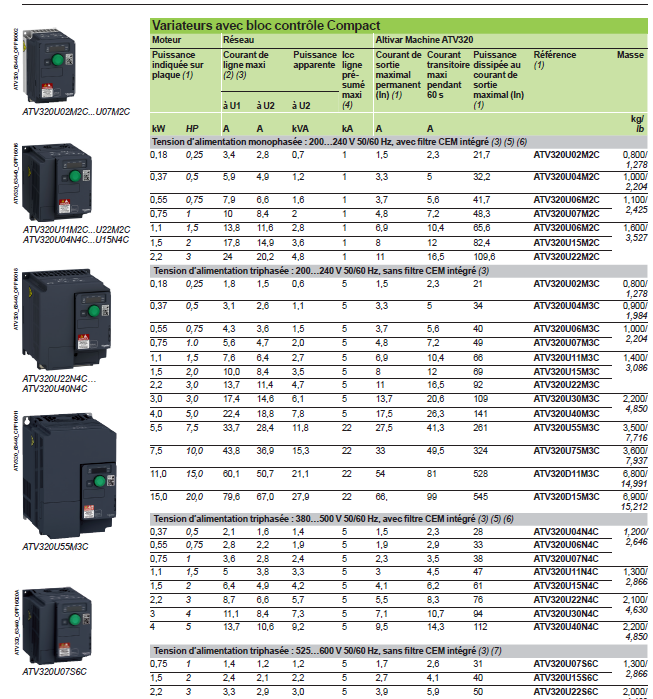 Variateurs avec bloc contrôle Compact
Moteur Réseau Altivar Machine ATV320
Puissance indiquée sur plaque (1) Courant de ligne maxi (2) (3) Puissance apparente Icc ligne pré-sumé maxi (4) Courant de sortie maximal permanent (In) (1) Courant transitoire maxi pendant 60 s Puissance dissipée au courant de sortie maximal (In) (1) Référence (1) Masse
à U1 à U2 à U2
kW HP A A kVA kA A A kg/ lb
Tension d'alimentation monophasée : 200…240 V 50/60 Hz, avec filtre CEM intégré (3) (5) (6)
0,18 0,25 3,4 2,8 0,7 1 1,5 2,3 21,7 ATV320U02M2C 0,800/ 1,278
0,37 0,5 5,9 4,9 1,2 1 3,3 5 32,2 ATV320U04M2C 1,000/ 2,204
0,55 0,75 7,9 6,6 1,6 1 3,7 5,6 41,7 ATV320U06M2C 1,100/
0,75 1 10 8,4 2 1 4,8 7,2 48,3 ATV320U07M2C 2,425
1,1 1,5 13,8 11,6 2,8 1 6,9 10,4 65,6 ATV320U06M2C 1,600/
1,5 2 17,8 14,9 3,6 1 8 12 82,4 ATV320U15M2C 3,527
2,2 3 24 20,2 4,8 1 11 16,5 109,6 ATV320U22M2C
Tension d'alimentation triphasée : 200…240 V 50/60 Hz, sans filtre CEM intégré (3)
0,18 0,25 1,8 1,5 0,6 5 1,5 2,3 21 ATV320U02M3C 0,800/ 1,278
0,37 0,5 3,1 2,6 1,1 5 3,3 5 34 ATV320U04M3C 0,900/ 1,984
0,55 0,75 4,3 3,6 1,5 5 3,7 5,6 40 ATV320U06M3C 1,000/
0,75 1.0 5,6 4,7 2,0 5 4,8 7,2 49 ATV320U07M3C 2,204
1,1 1,5 7,6 6,4 2,7 5 6,9 10,4 66 ATV320U11M3C 1,400/
1,5 2,0 10,0 8,4 3,5 5 8 12 69 ATV320U15M3C 3,086
2,2 3,0 13,7 11,4 4,7 5 11 16,5 92 ATV320U22M3C
3,0 3,0 17,4 14,6 6,1 5 13,7 20,6 109 ATV320U30M3C 2,200/
4,0 5,0 22,4 18,8 7,8 5 17,5 26,3 141 ATV320U40M3C 4,850
5,5 7,5 33,7 28,4 11,8 22 27,5 41,3 261 ATV320U55M3C 3,500/ 7,716
7,5 10,0 43,8 36,9 15,3 22 33 49,5 324 ATV320U75M3C 3,600/ 7,937
11,0 15,0 60,1 50,7 21,1 22 54 81 528 ATV320D11M3C 6,800/ 14,991
15,0 20,0 79,6 67,0 27,9 22 66, 99 545 ATV320D15M3C 6,900/ 15,212
Tension d'alimentation triphasée : 380…500 V 50/60 Hz, avec filtre CEM intégré (3) (5) (6)
0,37 0,5 2,1 1,6 1,4 5 1,5 2,3 28 ATV320U04N4C 1,200/
0,55 0,75 2,8 2,2 1,9 5 1,9 2,9 33 ATV320U06N4C 2,646
0,75 1 3,6 2,8 2,4 5 2,3 3,5 38 ATV320U07N4C
1,1 1,5 5 3,8 3,3 5 3 4,5 47 ATV320U11N4C 1,300/
1,5 2 6,4 4,9 4,2 5 4,1 6,2 61 ATV320U15N4C 2,866
2,2 3 8,7 6,6 5,7 5 5,5 8,3 76 ATV320U22N4C 2,100/
3 4 11,1 8,4 7,3 5 7,1 10,7 94 ATV320U30N4C 4,630
4 5 13,7 10,6 9,2 5 9,5 14,3 112 ATV320U40N4C 2,200/ 4,850
Tension d'alimentation triphasée : 525…600 V 50/60 Hz, sans filtre CEM intégré (3) (7)
0,75 1 1,4 1,2 1,2 5 1,7 2,6 31 ATV320U07S6C 1,300/
1,5 2 2,4 2,1 2,2 5 2,7 4,1 40 ATV320U15S6C 2,866
2,2 3 3,3 2,9 3,0 5 3,9 5,9 50 ATV320U22S6C 2,000/
ATV320U02M2C…U07M2C
ATV320U11M2C…U22M2C
ATV320U04N4C…U15N4C
ATV320U22N4C…
ATV320U40N4C
ATV320U55M3C
ATV320U07S6C